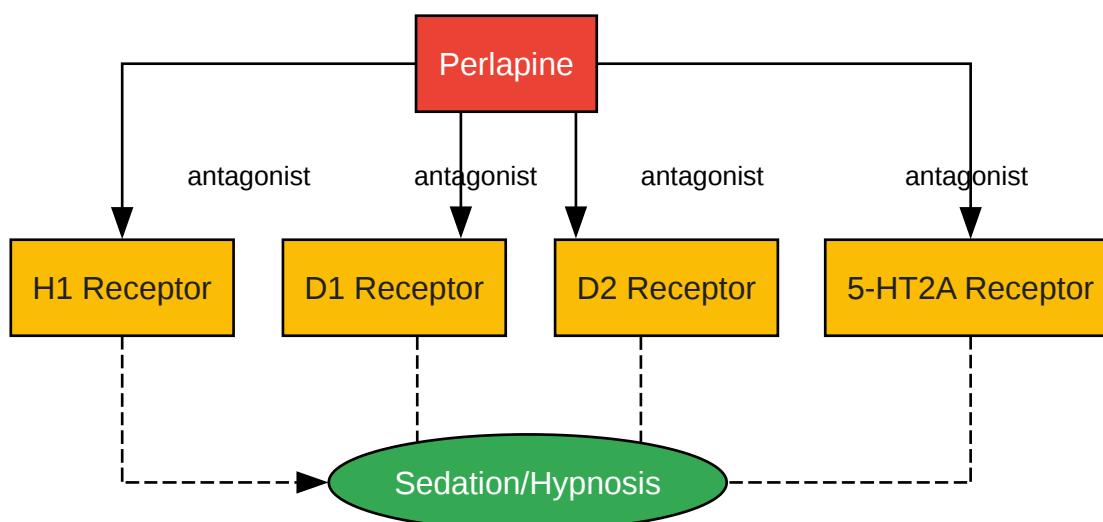 Perlapine
antagonist
antagonist
antagonist
antagonist
H1 Receptor
D1 Receptor
D2 Receptor
5-HT2A Receptor
Sedation/Hypnosis